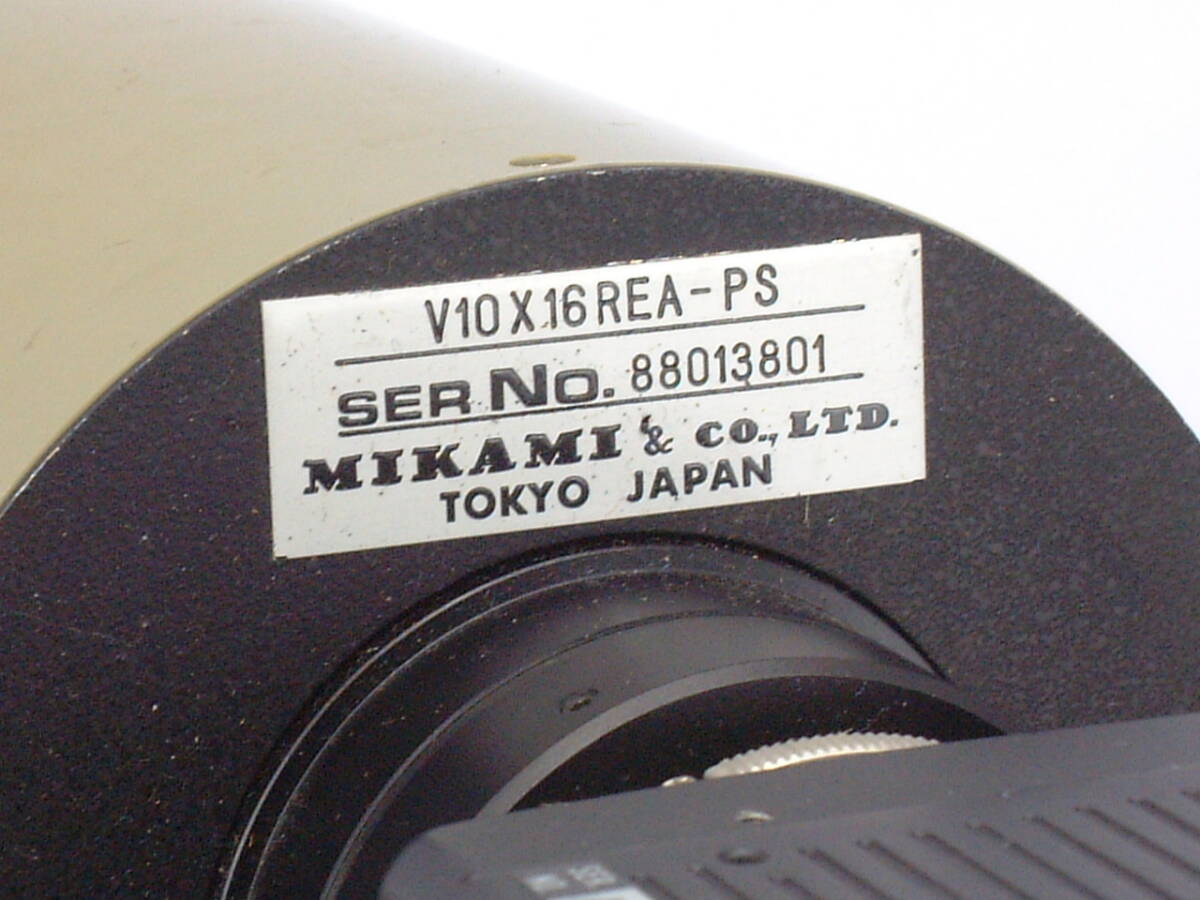 V10X16REA-PS
SER NO. 88013801
MIKAMI & CO., LTD.
TOKYO JAPAN